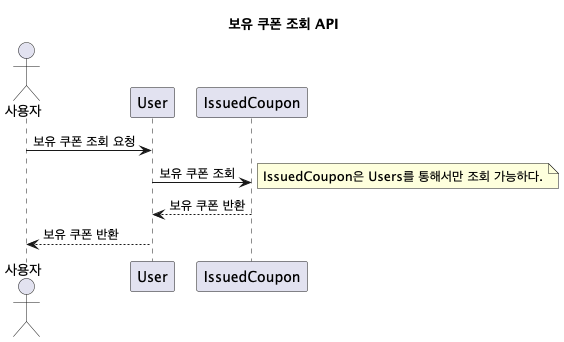 보유 쿠폰 조회 API
사용자
User
IssuedCoupon
보유 쿠폰 조회 요청
보유 쿠폰 조회
IssuedCoupon은 Users를 통해서만 조회 가능하다.
보유 쿠폰 반환
보유 쿠폰 반환
사용자
User
IssuedCoupon